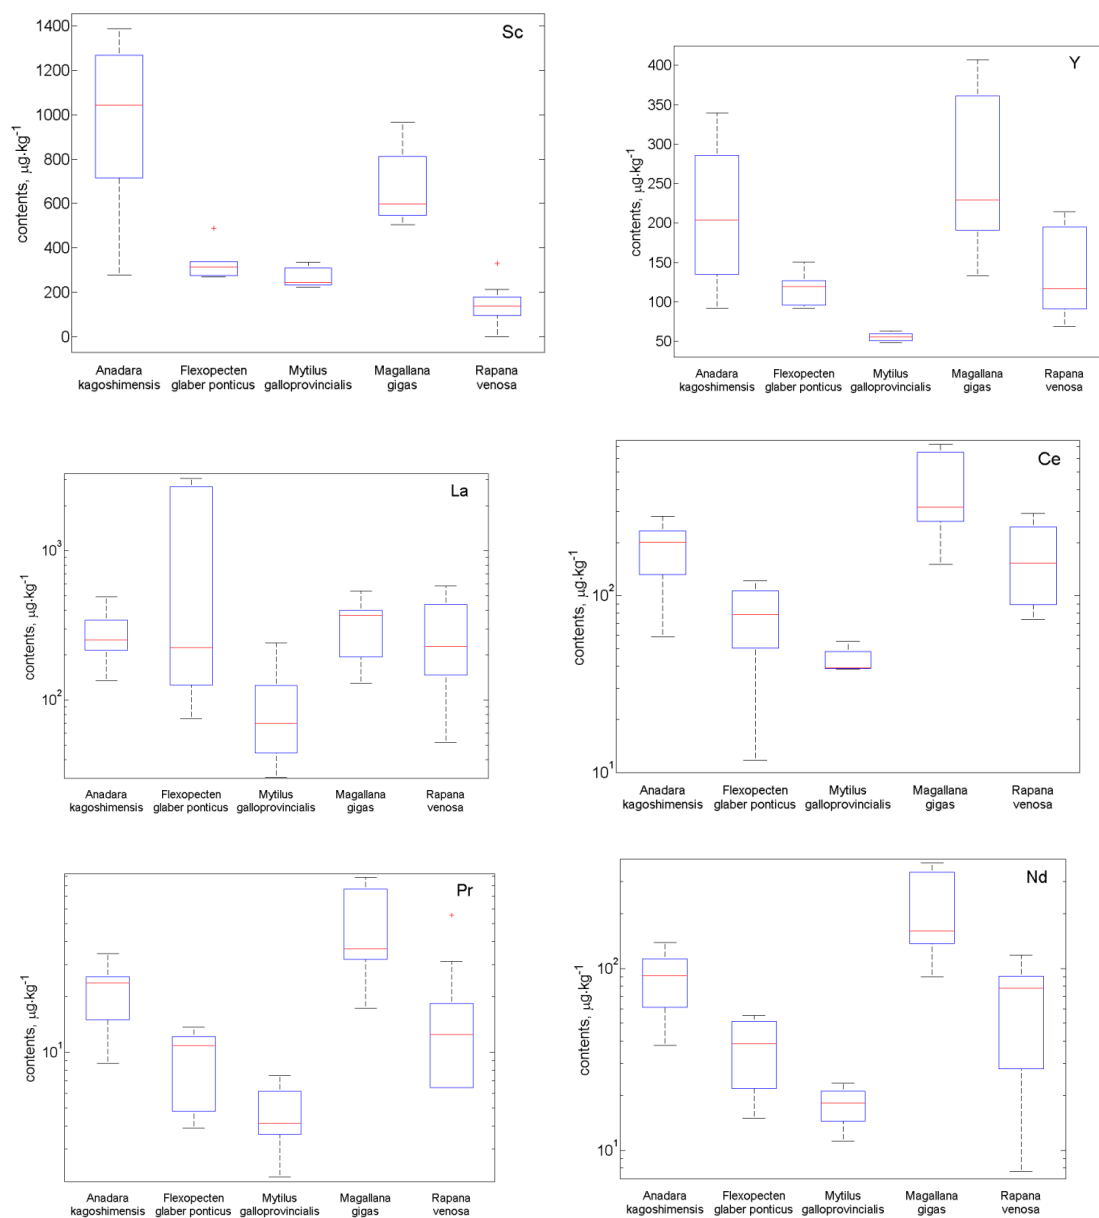 Sc
contents, μg·kg⁻¹
1400
1200
1000
800
600
400
200
0
Anadara
kagoshimensis
Flexopecten
glaber ponticus
Mytilus
galloprovincialis
Magallana
gigas
Rapana
venosa
Y
contents, μg·kg⁻¹
400
350
300
250
200
150
100
50
Anadara
kagoshimensis
Flexopecten
glaber ponticus
Mytilus
galloprovincialis
Magallana
gigas
Rapana
venosa
La
contents, μg·kg⁻¹
10³
10²
Anadara
kagoshimensis
Flexopecten
glaber ponticus
Mytilus
galloprovincialis
Magallana
gigas
Rapana
venosa
Ce
contents, μg·kg⁻¹
10²
10¹
Anadara
kagoshimensis
Flexopecten
glaber ponticus
Mytilus
galloprovincialis
Magallana
gigas
Rapana
venosa
Pr
contents, μg·kg⁻¹
10¹
Anadara
kagoshimensis
Flexopecten
glaber ponticus
Mytilus
galloprovincialis
Magallana
gigas
Rapana
venosa
Nd
contents, μg·kg⁻¹
10²
10¹
Anadara
kagoshimensis
Flexopecten
glaber ponticus
Mytilus
galloprovincialis
Magallana
gigas
Rapana
venosa